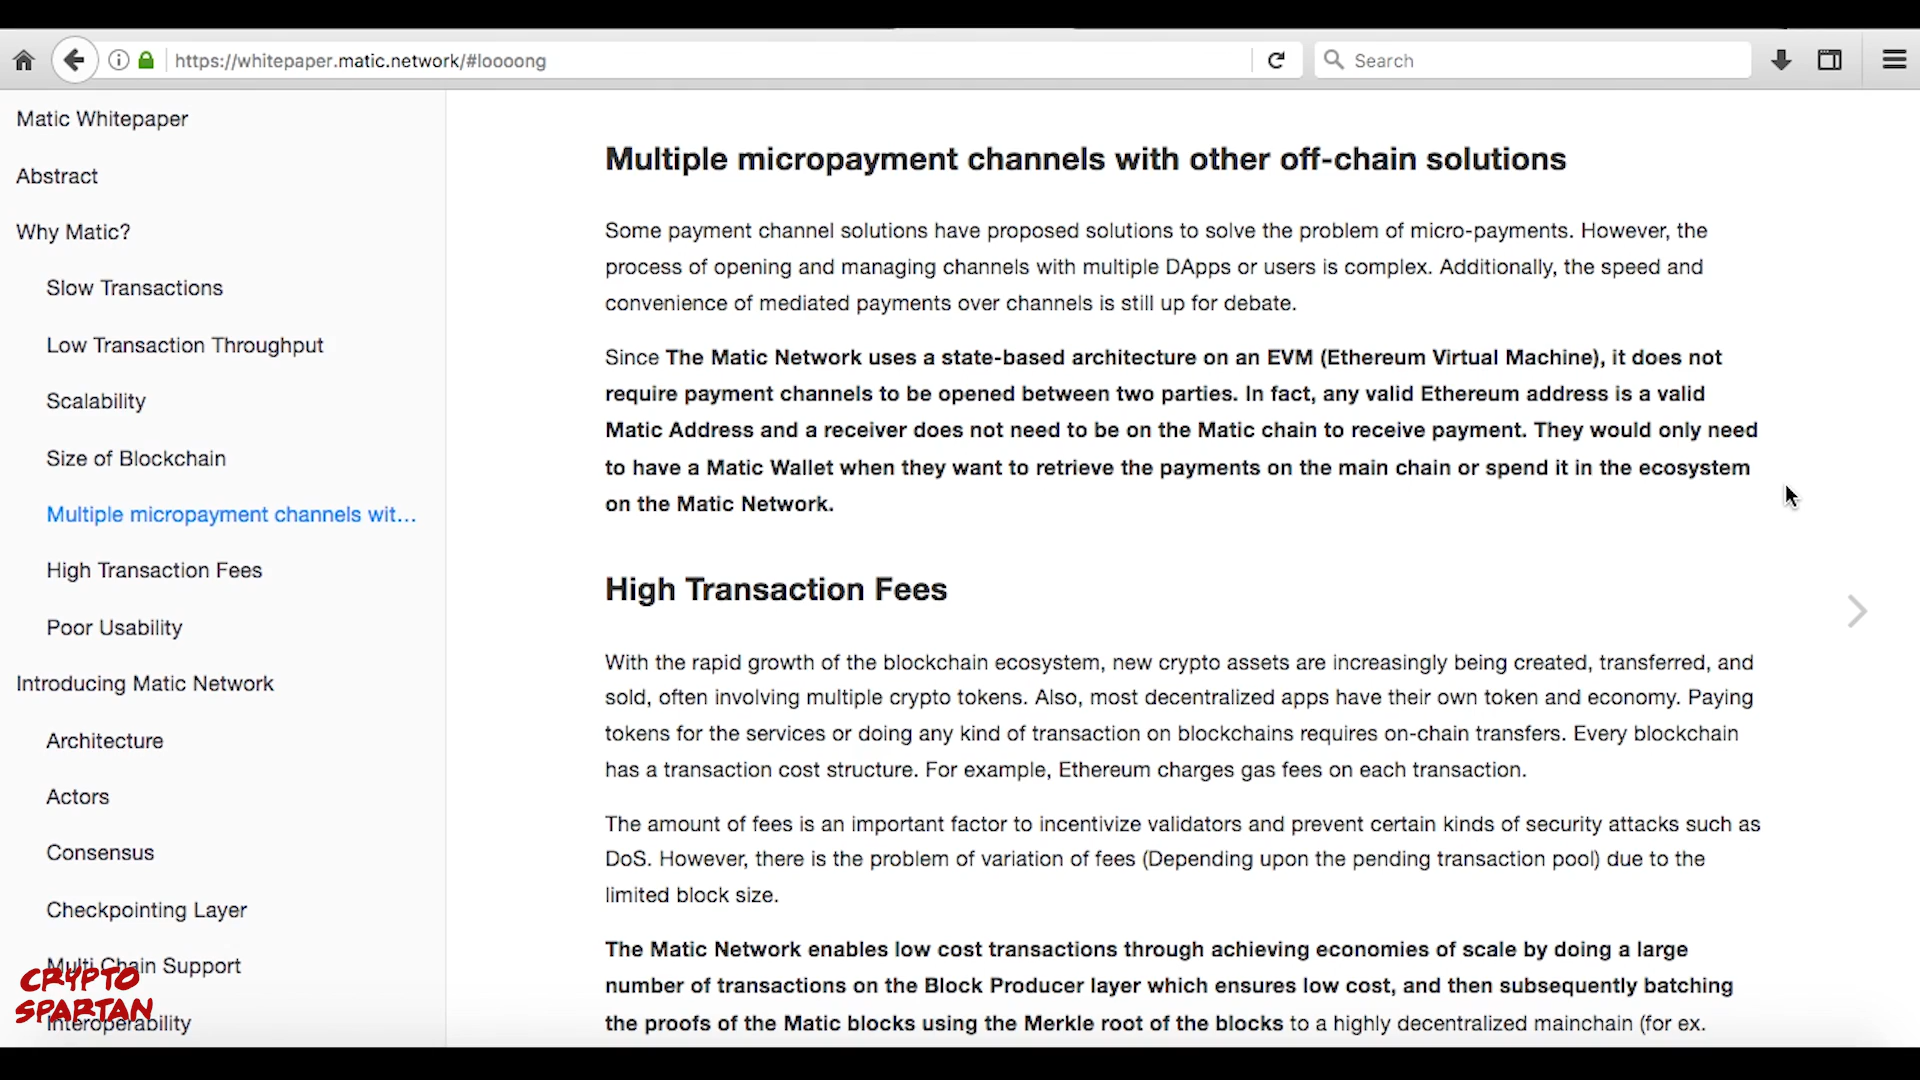 https://whitepaper.matic.network/#loooong
Search
Matic Whitepaper
Abstract
Why Matic?
Slow Transactions
Low Transaction Throughput
Scalability
Size of Blockchain
Multiple micropayment channels wit...
High Transaction Fees
Poor Usability
Introducing Matic Network
Architecture
Actors
Consensus
Checkpointing Layer
Multi Chain Support
Interoperability
CRYPTO
SPARTAN
Multiple micropayment channels with other off-chain solutions
Some payment channel solutions have proposed solutions to solve the problem of micro-payments. However, the
process of opening and managing channels with multiple DApps or users is complex. Additionally, the speed and
convenience of mediated payments over channels is still up for debate.
Since The Matic Network uses a state-based architecture on an EVM (Ethereum Virtual Machine), it does not
require payment channels to be opened between two parties. In fact, any valid Ethereum address is a valid
Matic Address and a receiver does not need to be on the Matic chain to receive payment. They would only need
to have a Matic Wallet when they want to retrieve the payments on the main chain or spend it in the ecosystem
on the Matic Network.
High Transaction Fees
With the rapid growth of the blockchain ecosystem, new crypto assets are increasingly being created, transferred, and
sold, often involving multiple crypto tokens. Also, most decentralized apps have their own token and economy. Paying
tokens for the services or doing any kind of transaction on blockchains requires on-chain transfers. Every blockchain
has a transaction cost structure. For example, Ethereum charges gas fees on each transaction.
The amount of fees is an important factor to incentivize validators and prevent certain kinds of security attacks such as
DoS. However, there is the problem of variation of fees (Depending upon the pending transaction pool) due to the
limited block size.
The Matic Network enables low cost transactions through achieving economies of scale by doing a large
number of transactions on the Block Producer layer which ensures low cost, and then subsequently batching
the proofs of the Matic blocks using the Merkle root of the blocks to a highly decentralized mainchain (for ex.